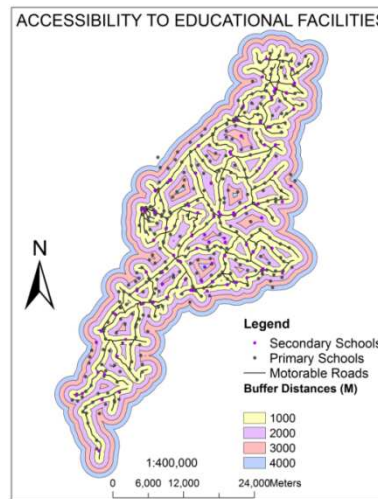 ACCESSIBILITY TO EDUCATIONAL FACILITIES
N
Legend
Secondary Schools
Primary Schools
Motorable Roads
Buffer Distances (M)
1000
2000
3000
4000
1:400,000
0 6,000 12,000 24,000 Meters